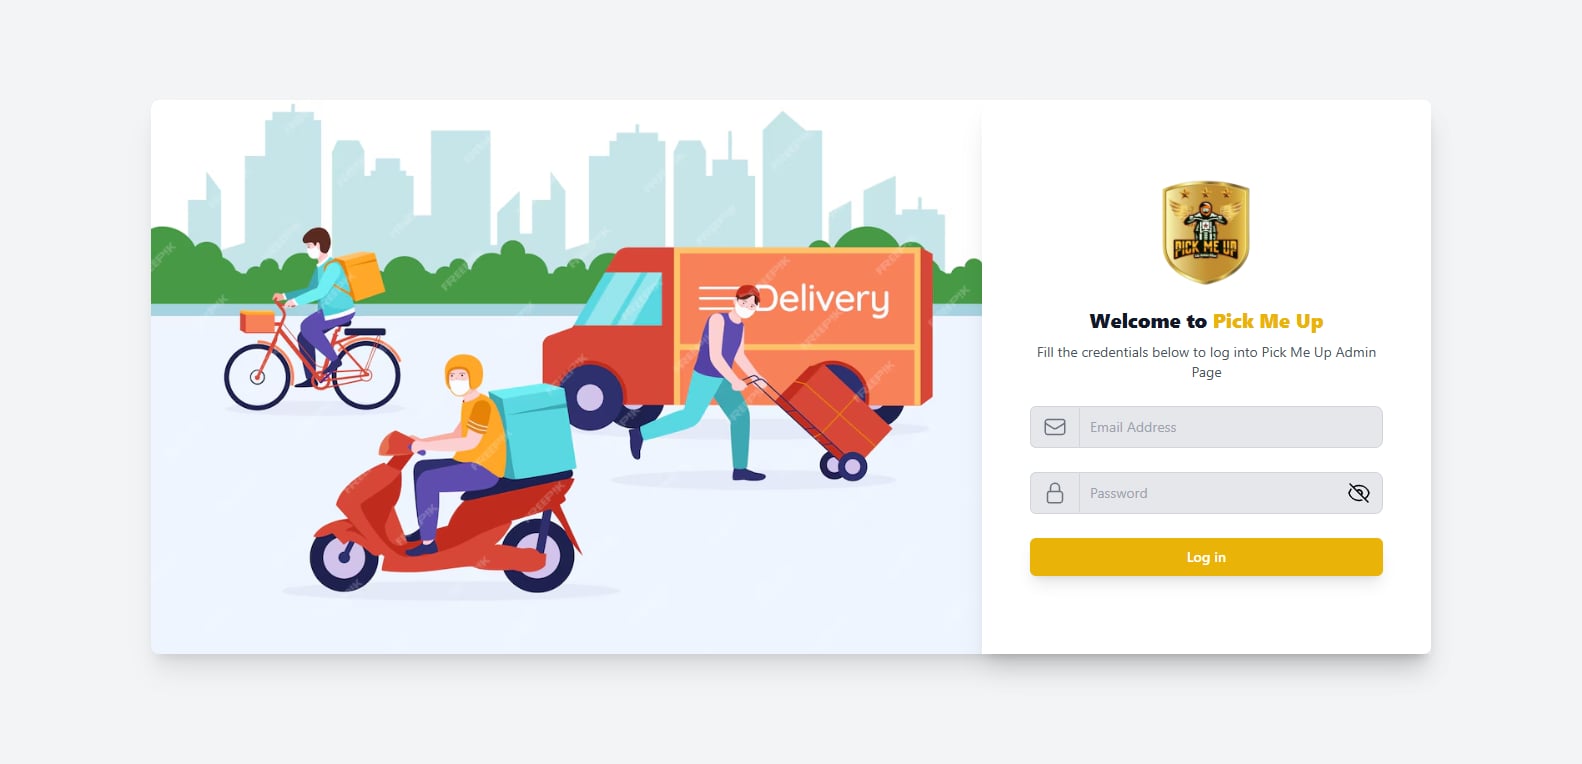 Delivery
PICK ME UP
Welcome to Pick Me Up
Fill the credentials below to log into Pick Me Up Admin
Page
Email Address
Password
Log in
FREEPIK